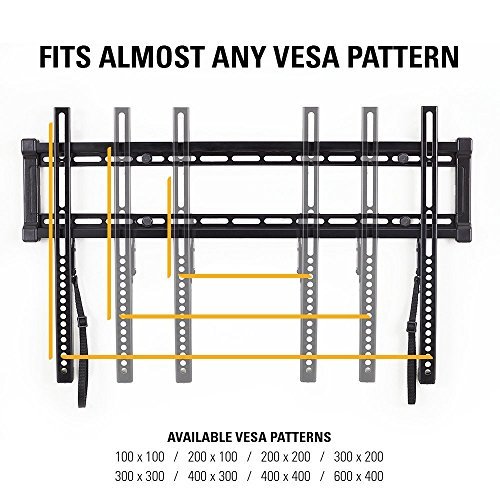 FITS ALMOST ANY VESA PATTERN
AVAILABLE VESA PATTERNS
100 x 100 / 200 x 100 / 200 x 200 / 300 x 200
300 x 300 / 400 x 300 / 400 x 400 / 600 x 400